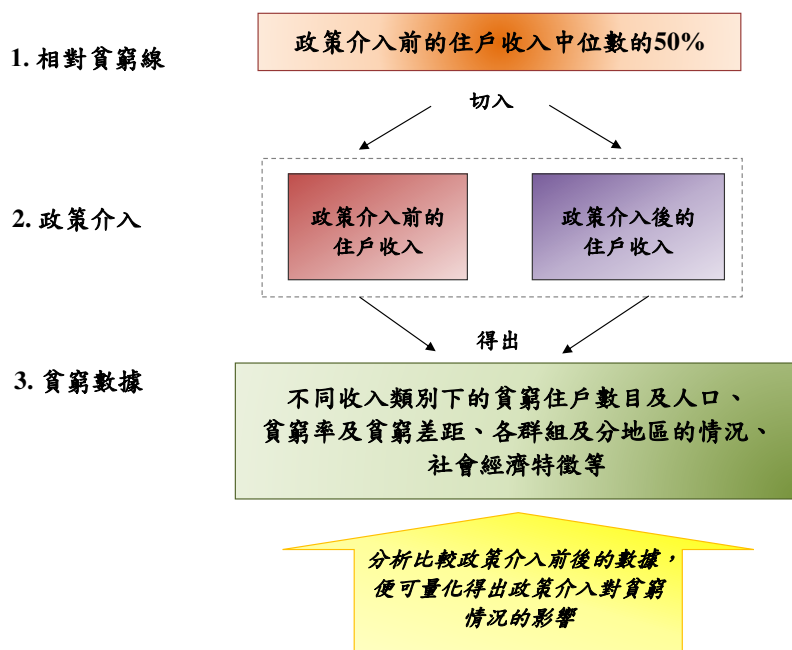 1. 相對貧窮線
政策介入前的住戶收入中位數的50%
切入
2. 政策介入
政策介入前的
住戶收入
政策介入後的
住戶收入
得出
3. 貧窮數據
不同收入類別下的貧窮住戶數目及人口、
貧窮率及貧窮差距、各群組及分地區的情況、
社會經濟特徵等
分析比較政策介入前後的數據，
便可量化得出政策介入對貧窮
情況的影響